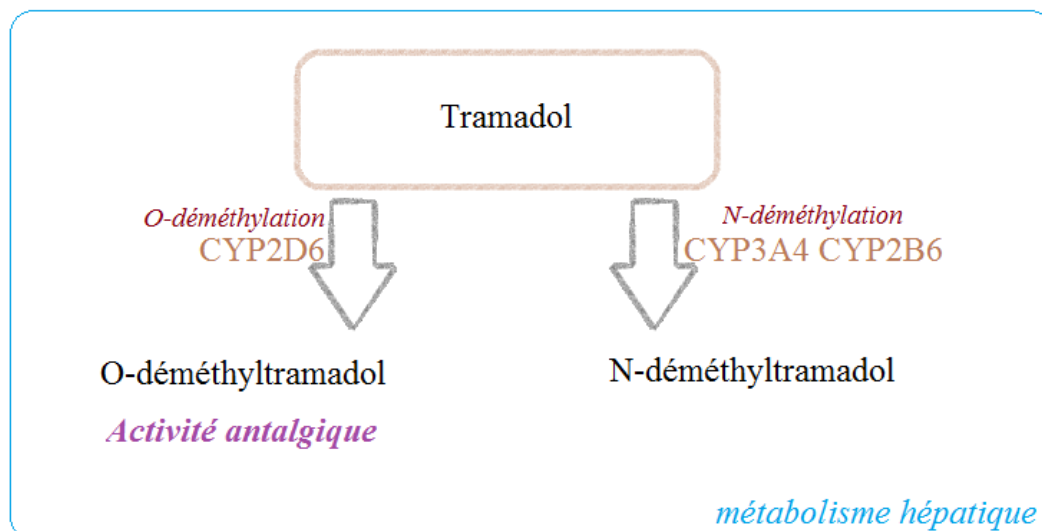 Tramadol
O-déméthylation
CYP2D6
N-déméthylation
CYP3A4 CYP2B6
O-déméthyltramadol
Activité antalgique
N-déméthyltramadol
métabolisme hépatique